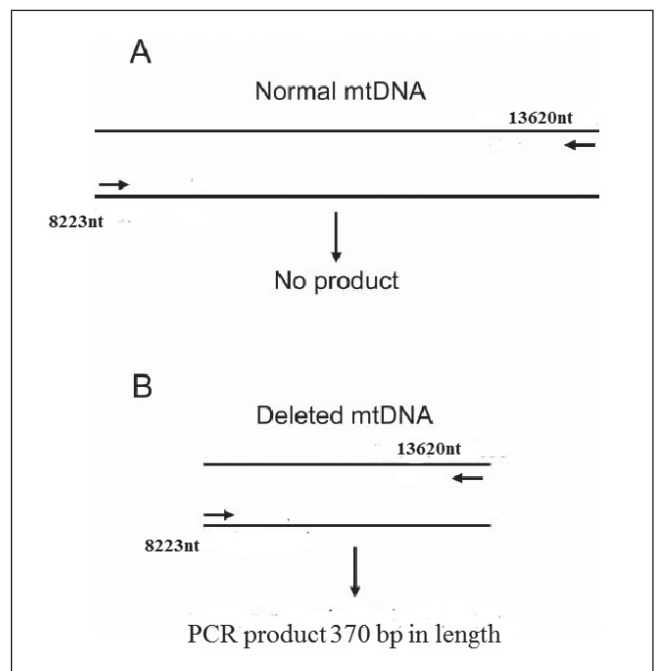 A
Normal mtDNA
13620nt
8223nt
No product
B
Deleted mtDNA
13620nt
8223nt
PCR product 370 bp in length